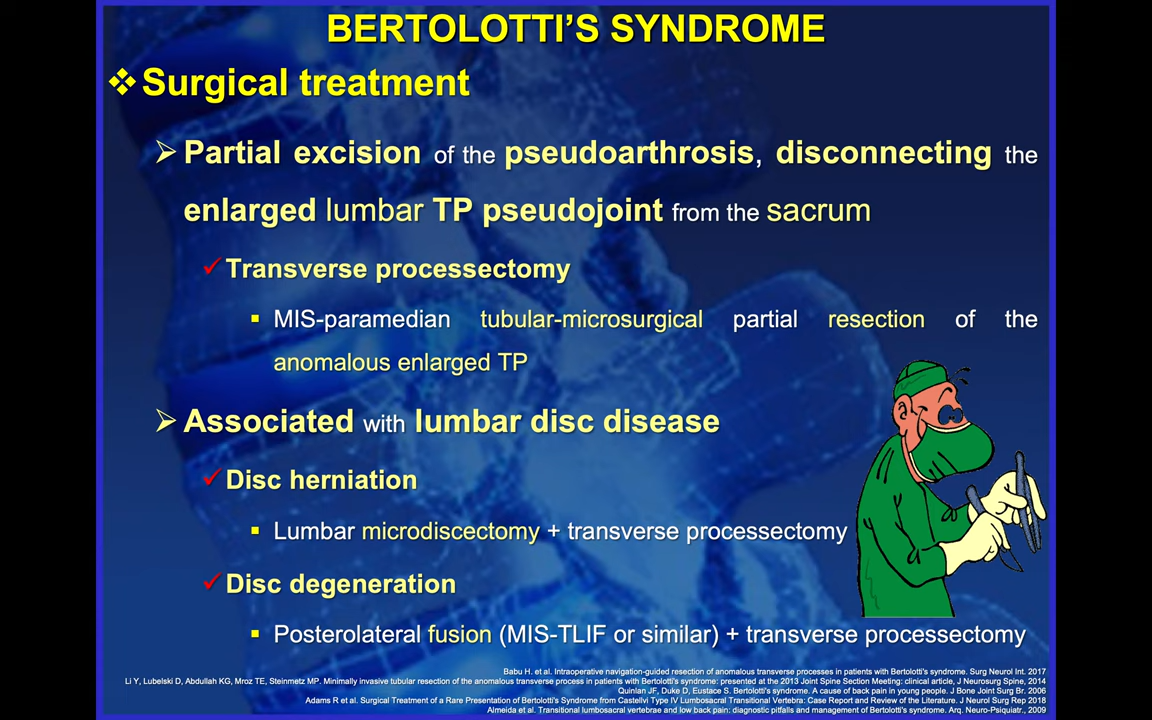 BERTOLOTTI'S SYNDROME
❖ Surgical treatment
➢ Partial excision of the pseudoarthrosis, disconnecting the
enlarged lumbar TP pseudojoint from the sacrum
✓ Transverse processectomy
▪ MIS-paramedian tubular-microsurgical partial resection of the
anomalous enlarged TP
➢ Associated with lumbar disc disease
✓ Disc herniation
▪ Lumbar microdiscectomy + transverse processectomy
✓ Disc degeneration
▪ Posterolateral fusion (MIS-TLIF or similar) + transverse processectomy
Babu H. et al. Intraoperative navigation-guided resection of anomalous transverse processes in patients with Bertolotti's syndrome. Surg Neurol Int. 2017
Li Y, Lubelski D, Abdullah KG, Mroz TE, Steinmetz MP. Minimally invasive tubular resection of the anomalous transverse process in patients with Bertolotti's syndrome: presented at the 2013 Joint Spine Section Meeting; clinical article, J Neurosurg Spine, 2014
Quinlan JF, Duke D, Eustace S. Bertolotti's syndrome. A cause of back pain in young people. J Bone Joint Surg Br. 2006
Adams R et al. Surgical Treatment of a Rare Presentation of Bertolotti's Syndrome from Castellvi Type IV Lumbosacral Transitional Vertebra: Case Report and Review of the Literature. J Neurol Surg Rep 2018
Almeida et al. Transitional lumbosacral vertebrae and low back pain: diagnostic pitfalls and management of Bertolotti's syndrome. Arq. Neuro-Psiquiatr., 2009